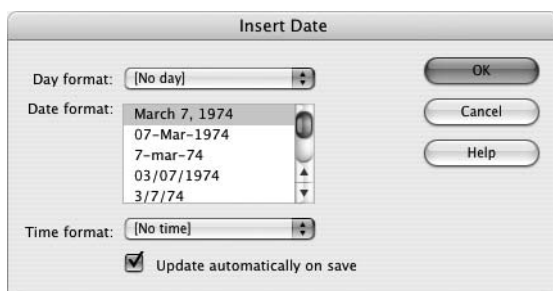 Insert Date
Day format: [No day]
OK
Date format:
March 7, 1974
07-Mar-1974
7-mar-74
03/07/1974
3/7/74
Cancel
Help
Time format: [No time]
Update automatically on save